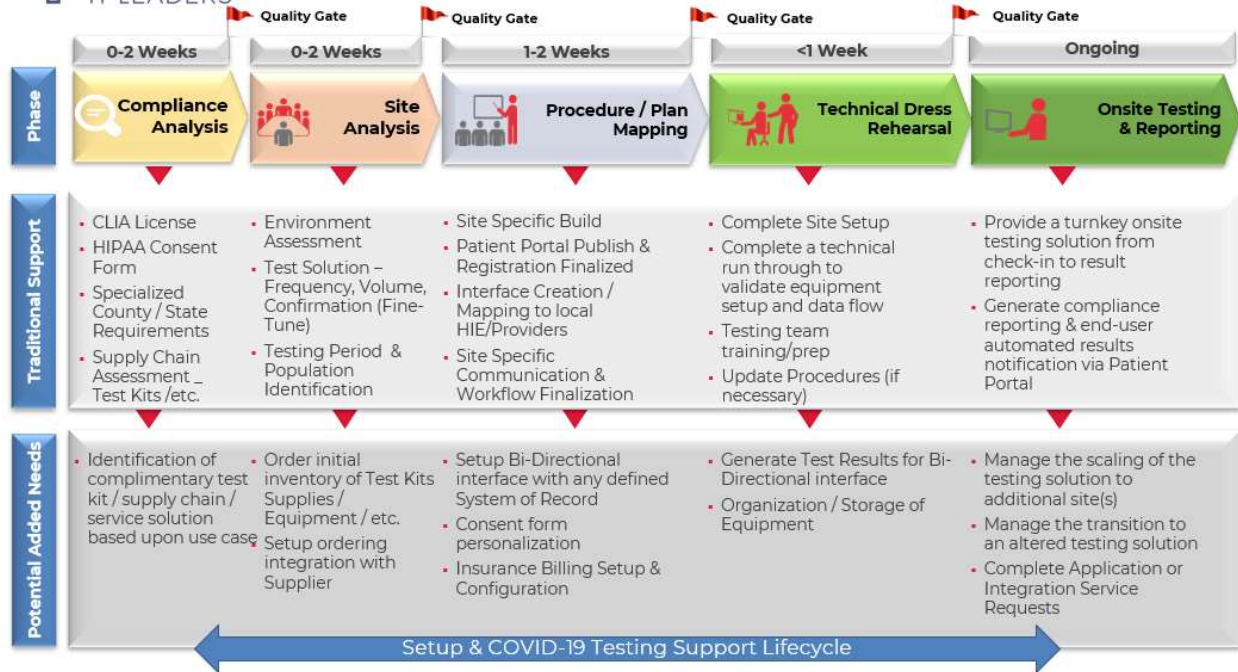 IT LEADERS
Quality Gate
Quality Gate
Quality Gate
Quality Gate
0-2 Weeks
0-2 Weeks
1-2 Weeks
<1 Week
Ongoing
Phase
Compliance
Analysis
Site
Analysis
Procedure / Plan
Mapping
Technical Dress
Rehearsal
Onsite Testing
& Reporting
Traditional Support
▪ CLIA License
▪ HIPAA Consent
Form
▪ Specialized
County / State
Requirements
▪ Supply Chain
Assessment _
Test Kits /etc.
▪ Environment
Assessment
▪ Test Solution –
Frequency, Volume,
Confirmation (Fine-
Tune)
▪ Testing Period &
Population
Identification
▪ Site Specific Build
▪ Patient Portal Publish &
Registration Finalized
▪ Interface Creation /
Mapping to local
HIE/Providers
▪ Site Specific
Communication &
Workflow Finalization
▪ Complete Site Setup
▪ Complete a technical
run through to
validate equipment
setup and data flow
▪ Testing team
training/prep
▪ Update Procedures (if
necessary)
▪ Provide a turnkey onsite
testing solution from
check-in to result
reporting
▪ Generate compliance
reporting & end-user
automated results
notification via Patient
Portal
Potential Added Needs
▪ Identification of
complimentary test
kit / supply chain /
service solution
based upon use case
▪ Order initial
inventory of Test Kits
Supplies /
Equipment / etc.
▪ Setup ordering
integration with
Supplier
▪ Setup Bi-Directional
interface with any defined
System of Record
▪ Consent form
personalization
▪ Insurance Billing Setup &
Configuration
▪ Generate Test Results for Bi-
Directional interface
▪ Organization / Storage of
Equipment
▪ Manage the scaling of the
testing solution to
additional site(s)
▪ Manage the transition to
an altered testing solution
▪ Complete Application or
Integration Service
Requests
Setup & COVID-19 Testing Support Lifecycle